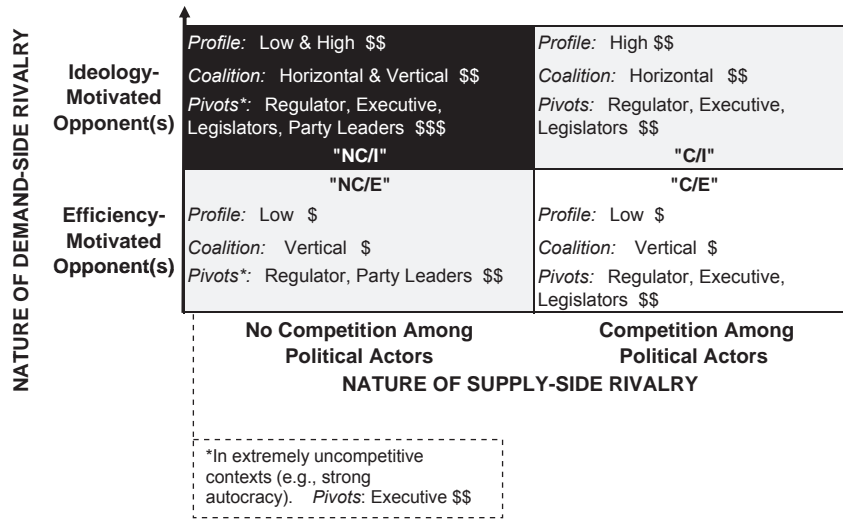 NATURE OF DEMAND-SIDE RIVALRY
Ideology-
Motivated
Opponent(s)
Profile: Low & High $$
Coalition: Horizontal & Vertical $$
Pivots*: Regulator, Executive,
Legislators, Party Leaders $$$
"NC/I"
Profile: High $$
Coalition: Horizontal $$
Pivots: Regulator, Executive,
Legislators $$
"C/I"
Efficiency-
Motivated
Opponent(s)
"NC/E"
Profile: Low $
Coalition: Vertical $
Pivots*: Regulator, Party Leaders $$
"C/E"
Profile: Low $
Coalition: Vertical $
Pivots: Regulator, Executive,
Legislators $$
No Competition Among
Political Actors
Competition Among
Political Actors
NATURE OF SUPPLY-SIDE RIVALRY
*In extremely uncompetitive
contexts (e.g., strong
autocracy). Pivots: Executive $$